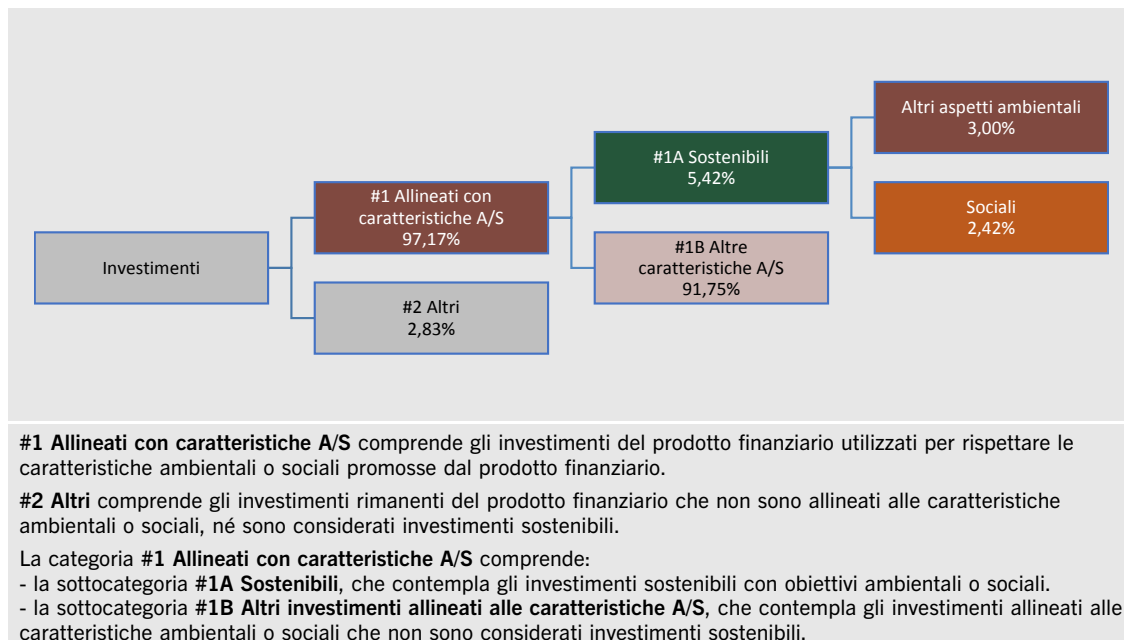 Investimenti
#1 Allineati con
caratteristiche A/S
97,17%
#2 Altri
2,83%
#1A Sostenibili
5,42%
#1B Altre
caratteristiche A/S
91,75%
Altri aspetti ambientali
3,00%
Sociali
2,42%
#1 Allineati con caratteristiche A/S comprende gli investimenti del prodotto finanziario utilizzati per rispettare le
caratteristiche ambientali o sociali promosse dal prodotto finanziario.
#2 Altri comprende gli investimenti rimanenti del prodotto finanziario che non sono allineati alle caratteristiche
ambientali o sociali, né sono considerati investimenti sostenibili.
La categoria #1 Allineati con caratteristiche A/S comprende:
- la sottocategoria #1A Sostenibili, che contempla gli investimenti sostenibili con obiettivi ambientali o sociali.
- la sottocategoria #1B Altri investimenti allineati alle caratteristiche A/S, che contempla gli investimenti allineati alle
caratteristiche ambientali o sociali che non sono considerati investimenti sostenibili.